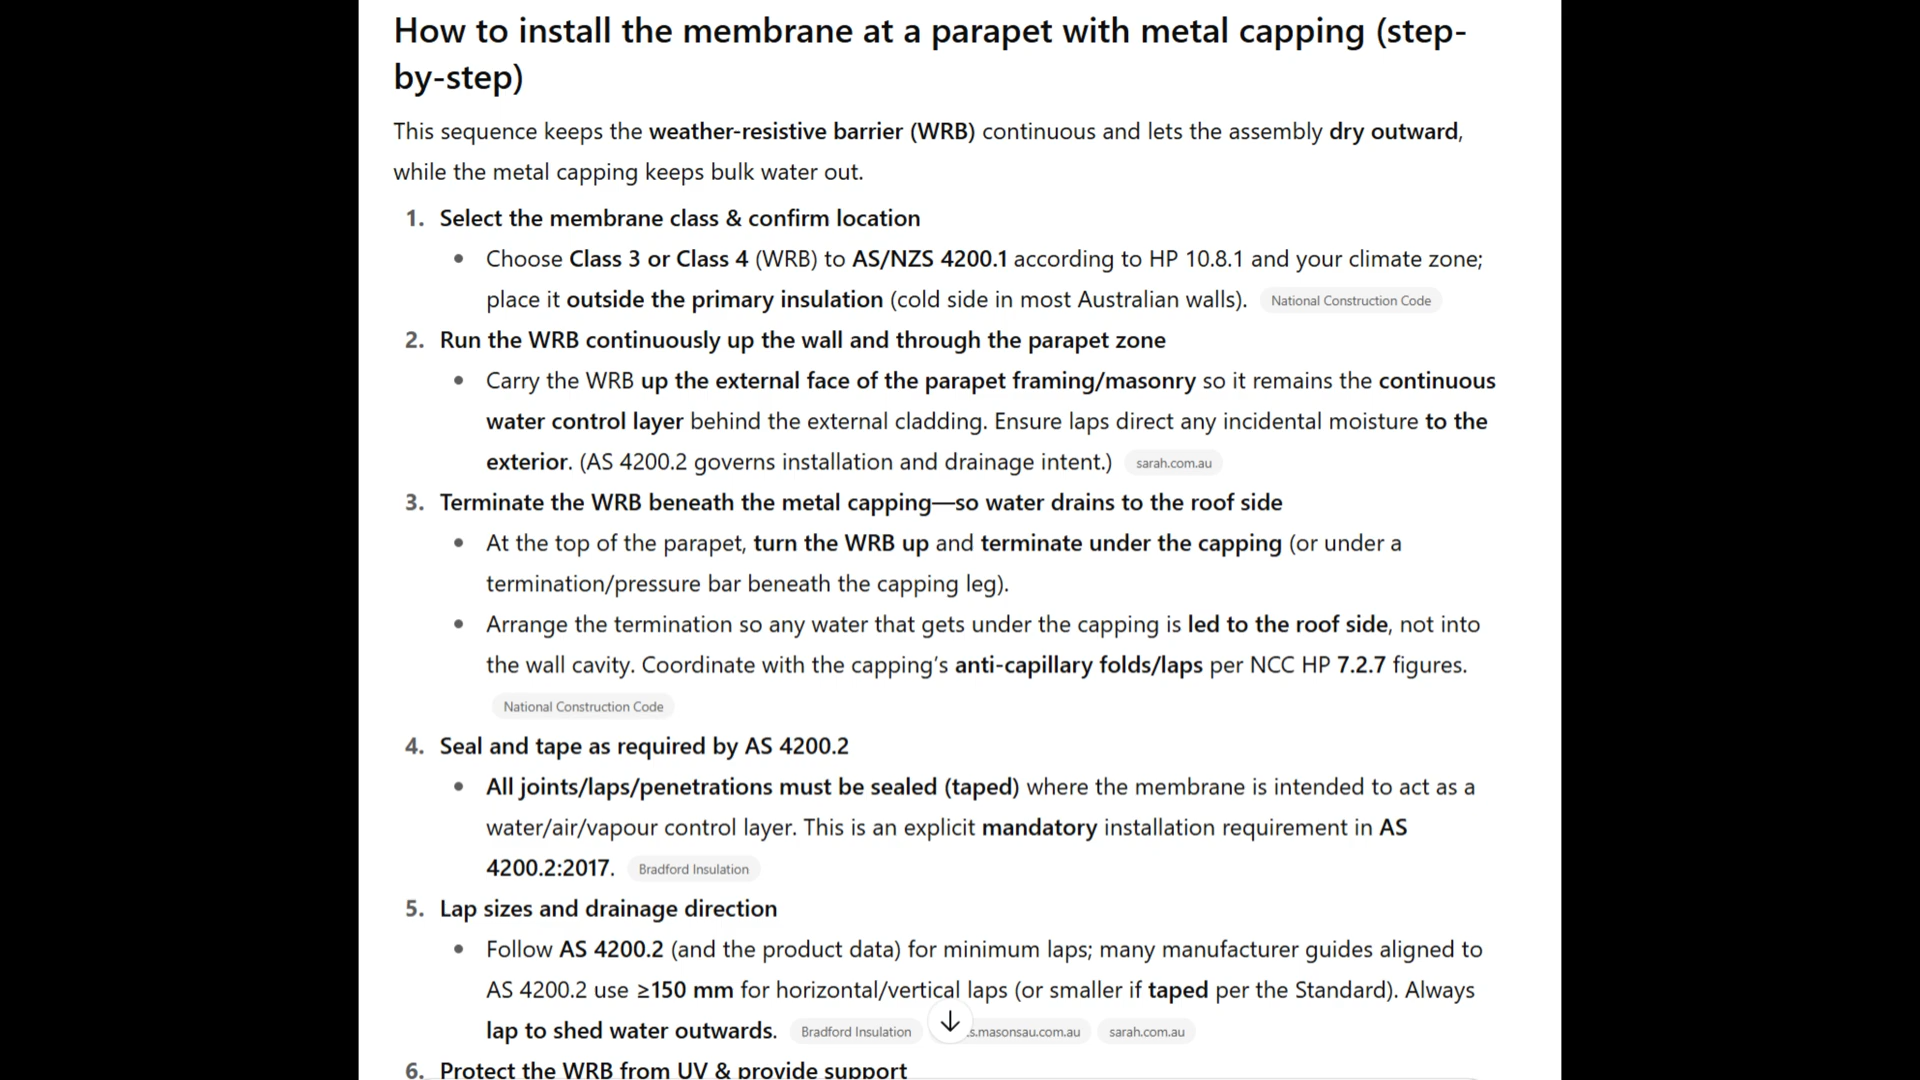 How to install the membrane at a parapet with metal capping (step-
by-step)
This sequence keeps the weather-resistive barrier (WRB) continuous and lets the assembly dry outward,
while the metal capping keeps bulk water out.
1. Select the membrane class & confirm location
• Choose Class 3 or Class 4 (WRB) to AS/NZS 4200.1 according to HP 10.8.1 and your climate zone;
place it outside the primary insulation (cold side in most Australian walls). National Construction Code
2. Run the WRB continuously up the wall and through the parapet zone
• Carry the WRB up the external face of the parapet framing/masonry so it remains the continuous
water control layer behind the external cladding. Ensure laps direct any incidental moisture to the
exterior. (AS 4200.2 governs installation and drainage intent.) sarah.com.au
3. Terminate the WRB beneath the metal capping—so water drains to the roof side
• At the top of the parapet, turn the WRB up and terminate under the capping (or under a
termination/pressure bar beneath the capping leg).
• Arrange the termination so any water that gets under the capping is led to the roof side, not into
the wall cavity. Coordinate with the capping’s anti-capillary folds/laps per NCC HP 7.2.7 figures.
National Construction Code
4. Seal and tape as required by AS 4200.2
• All joints/laps/penetrations must be sealed (taped) where the membrane is intended to act as a
water/air/vapour control layer. This is an explicit mandatory installation requirement in AS
4200.2:2017. Bradford Insulation
5. Lap sizes and drainage direction
• Follow AS 4200.2 (and the product data) for minimum laps; many manufacturer guides aligned to
AS 4200.2 use ≥150 mm for horizontal/vertical laps (or smaller if taped per the Standard). Always
lap to shed water outwards. Bradford Insulation s.masonsau.com.au sarah.com.au
6. Protect the WRB from UV & provide support